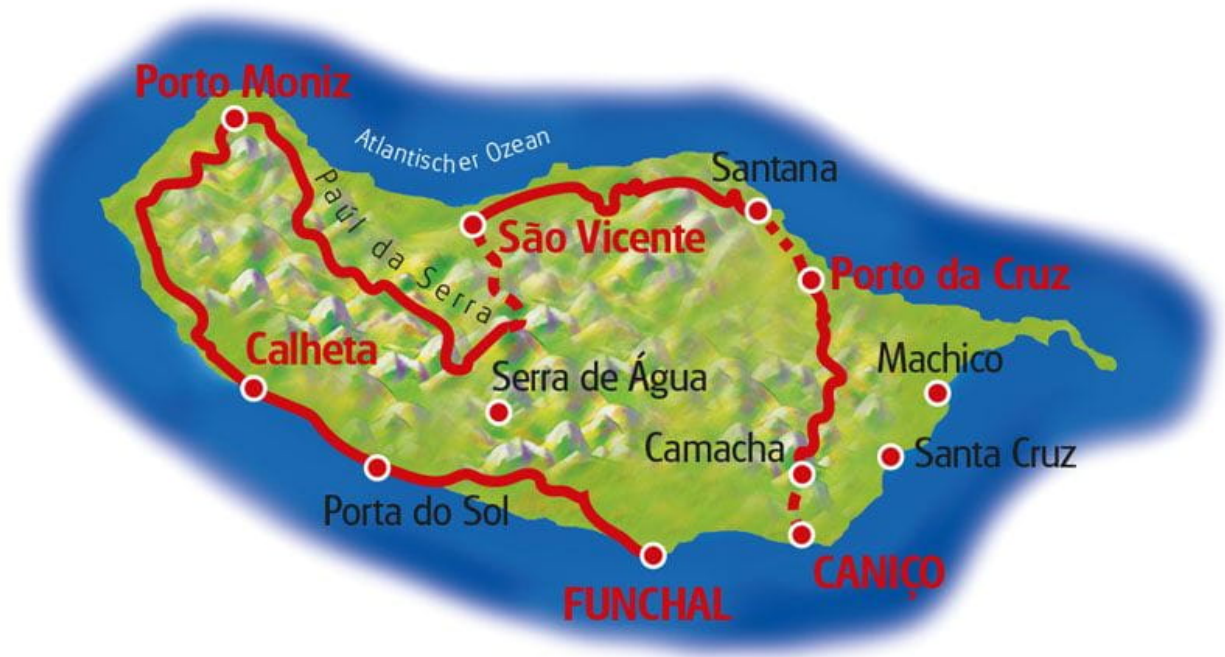 Porto Moniz
Atlantischer Ozean
Santana
Paúl da Serra
São Vicente
Porto da Cruz
Calheta
Serra de Água
Machico
Camacha
Santa Cruz
Porta do Sol
CANIÇO
FUNCHAL